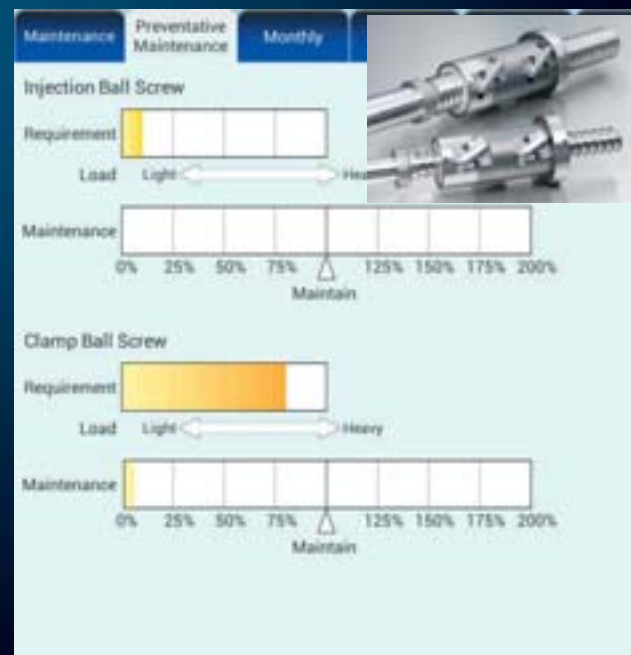 Maintenance
Preventative
Maintenance
Monthly
Injection Ball Screw
Requirement
Load Light
Maintenance
0% 25% 50% 75% 125% 150% 175% 200%
Maintain
Clamp Ball Screw
Requirement
Load Light Heavy
Maintenance
0% 25% 50% 75% 125% 150% 175% 200%
Maintain